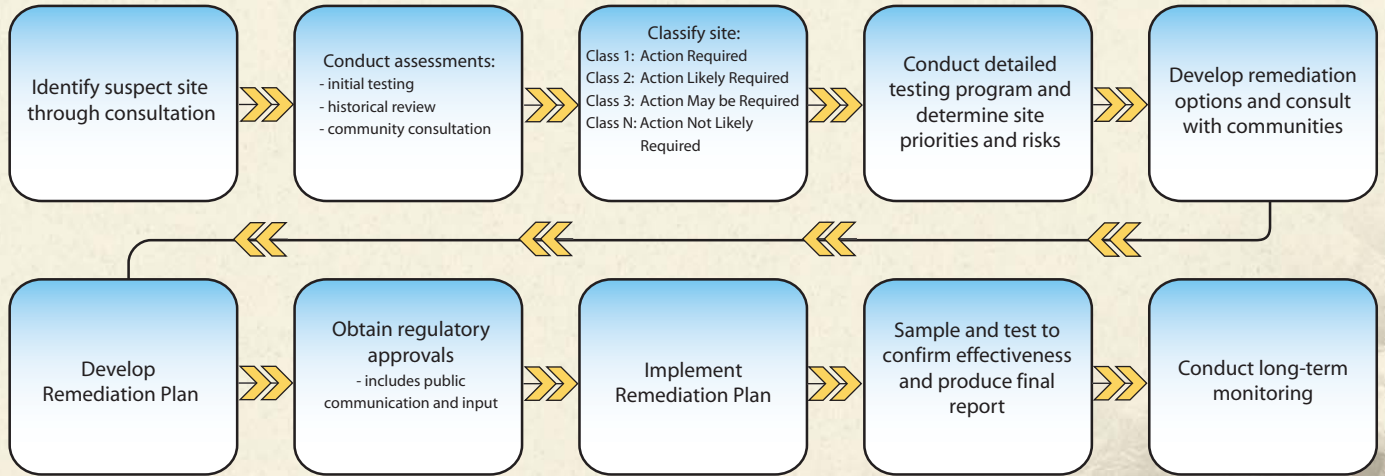 Identify suspect site
through consultation
Conduct assessments:
- initial testing
- historical review
- community consultation
Classify site:
Class 1: Action Required
Class 2: Action Likely Required
Class 3: Action May be Required
Class N: Action Not Likely
Required
Conduct detailed
testing program and
determine site
priorities and risks
Develop remediation
options and consult
with communities
Develop
Remediation Plan
Obtain regulatory
approvals
- includes public
communication and input
Implement
Remediation Plan
Sample and test to
confirm effectiveness
and produce final
report
Conduct long-term
monitoring